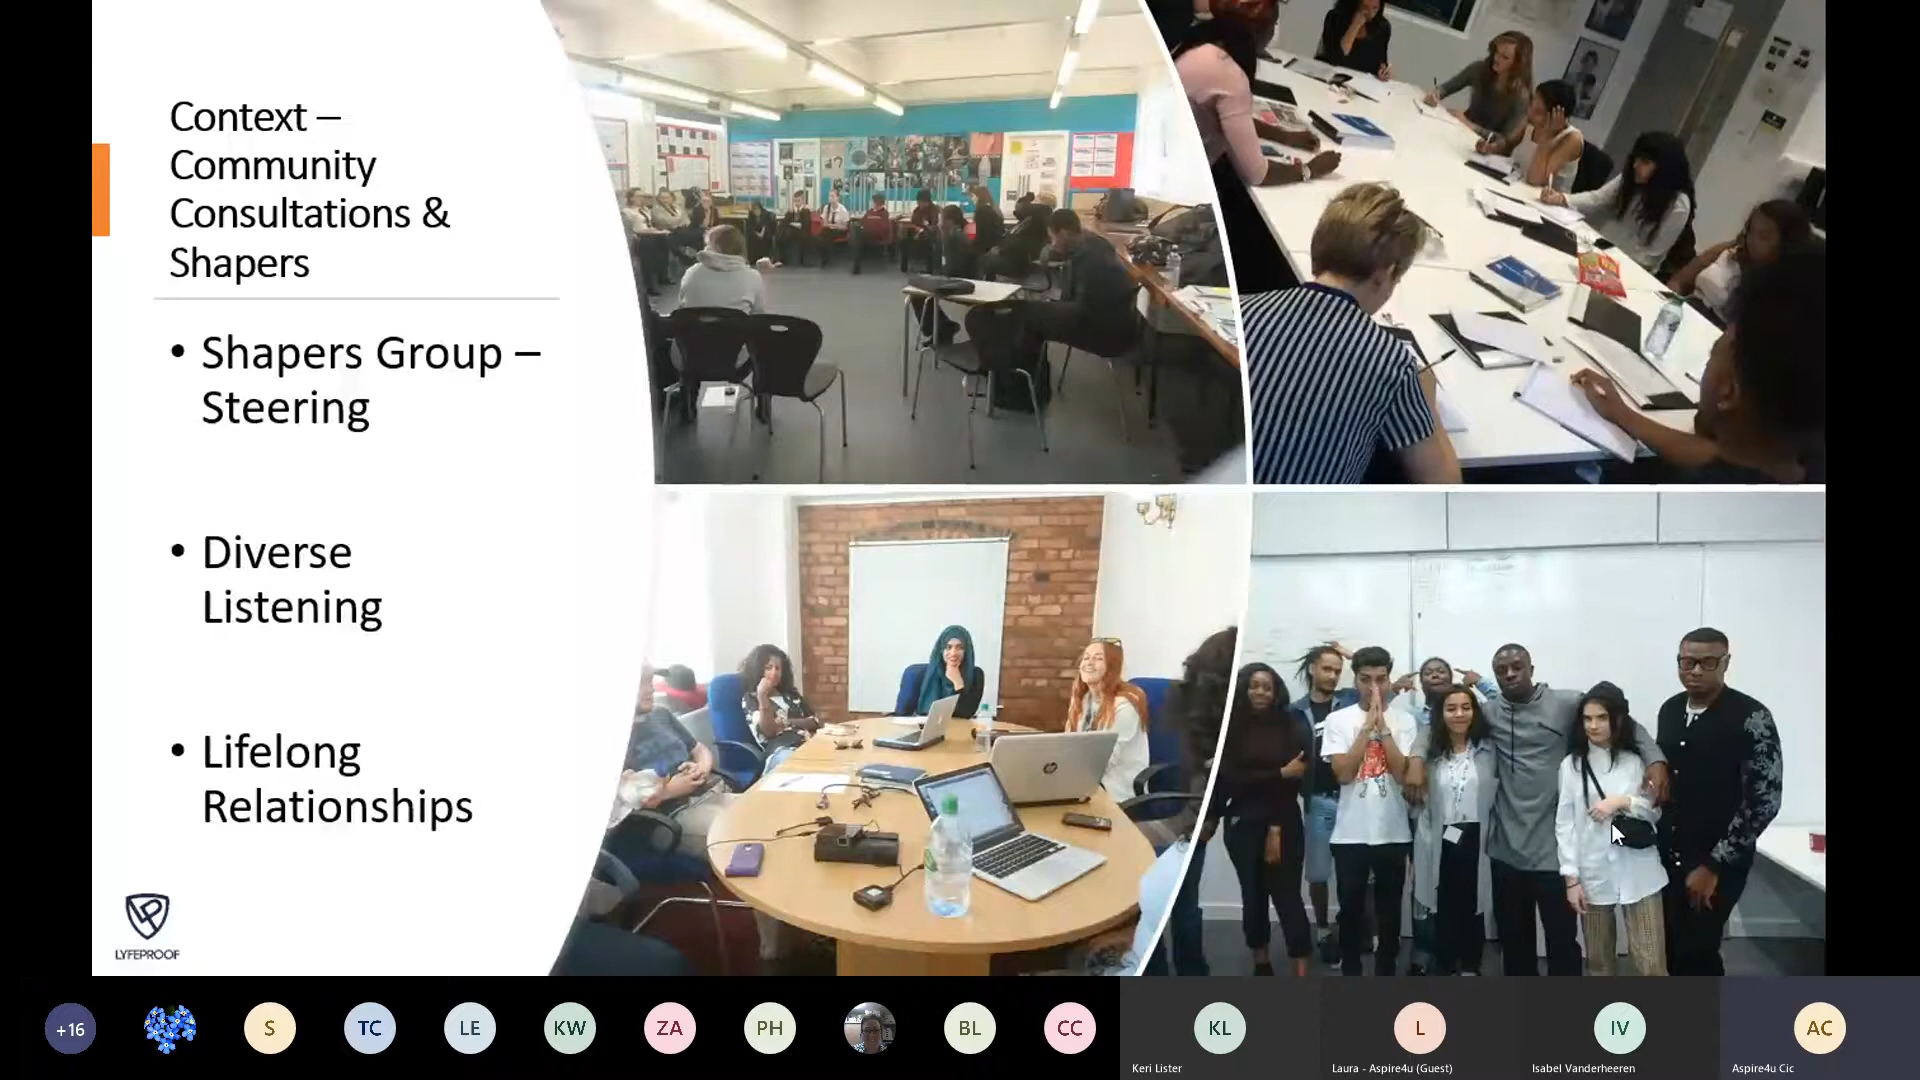 Context –
Community
Consultations &
Shapers
• Shapers Group –
Steering
• Diverse
Listening
• Lifelong
Relationships
LYFEPROOF
+16
S
TC
LE
KW
ZA
PH
BL
CC
KL
L
IV
AC
Keri Lister
Laura - Aspire4u (Guest)
Isabel Vanderheeren
Aspire4u Cic